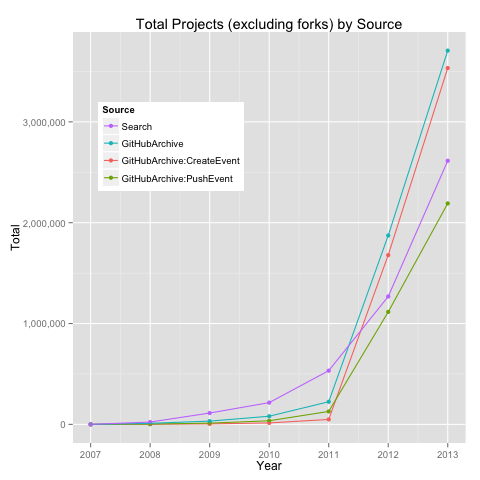 Total Projects (excluding forks) by Source
Source
Search
GitHubArchive
GitHubArchive:CreateEvent
GitHubArchive:PushEvent
3,000,000
2,000,000
1,000,000
0
Total
2007 2008 2009 2010 2011 2012 2013
Year